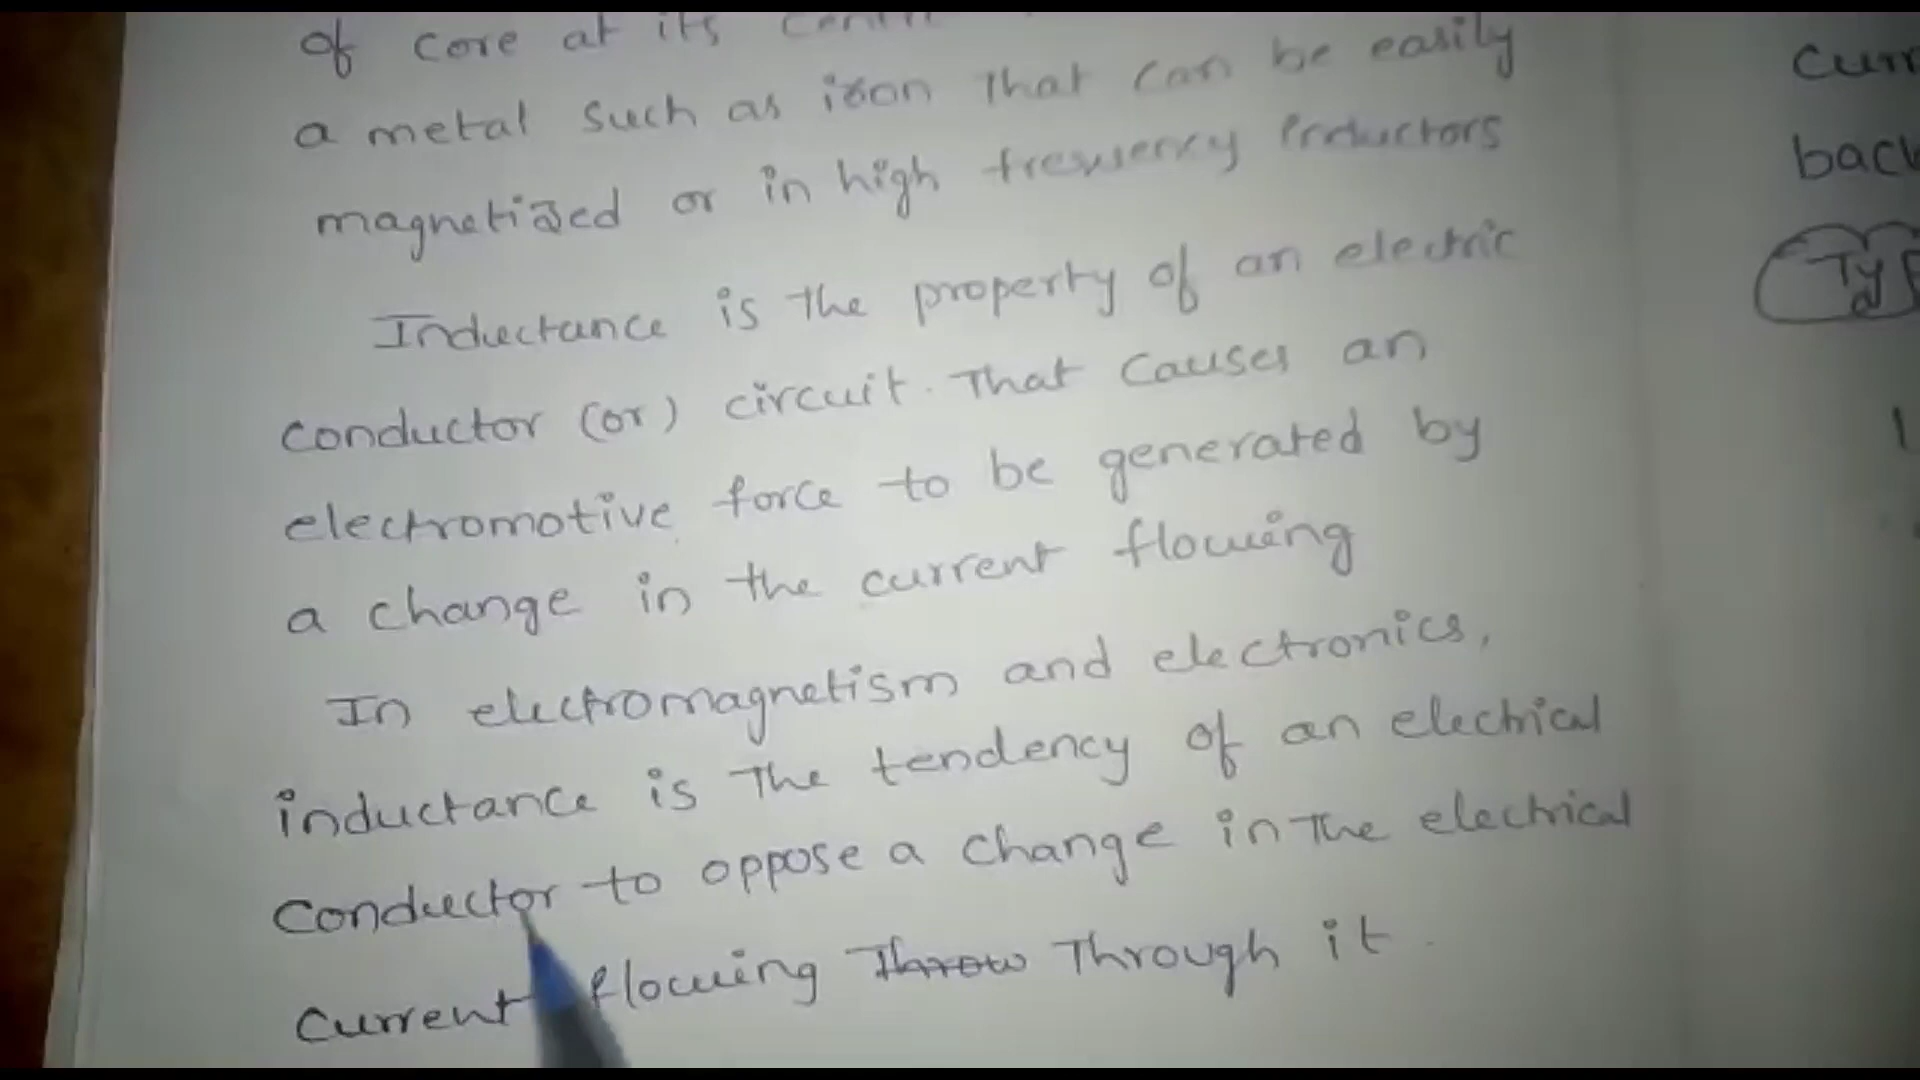 of core at its
a metal such as iron that can be easily
magnetized or in high frequency inductors
Inductance is the property of an electric
conductor (or) circuit. That causes an
electromotive force to be generated by
a change in the current flowing
In electromagnetism and electronics,
inductance is the tendency of an electrical
conductor to oppose a change in the electrical
current flowing Throw Through it.